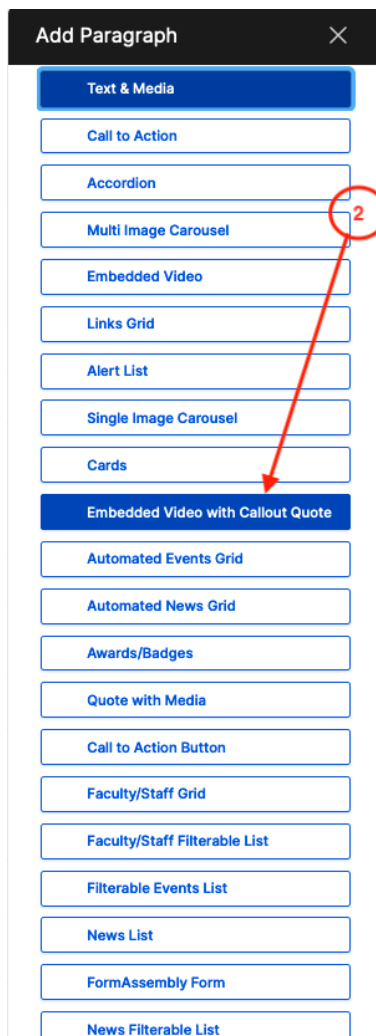 Add Paragraph
Text & Media
Call to Action
Accordion
2
Multi Image Carousel
Embedded Video
Links Grid
Alert List
Single Image Carousel
Cards
Embedded Video with Callout Quote
Automated Events Grid
Automated News Grid
Awards/Badges
Quote with Media
Call to Action Button
Faculty/Staff Grid
Faculty/Staff Filterable List
Filterable Events List
News List
FormAssembly Form
News Filterable List